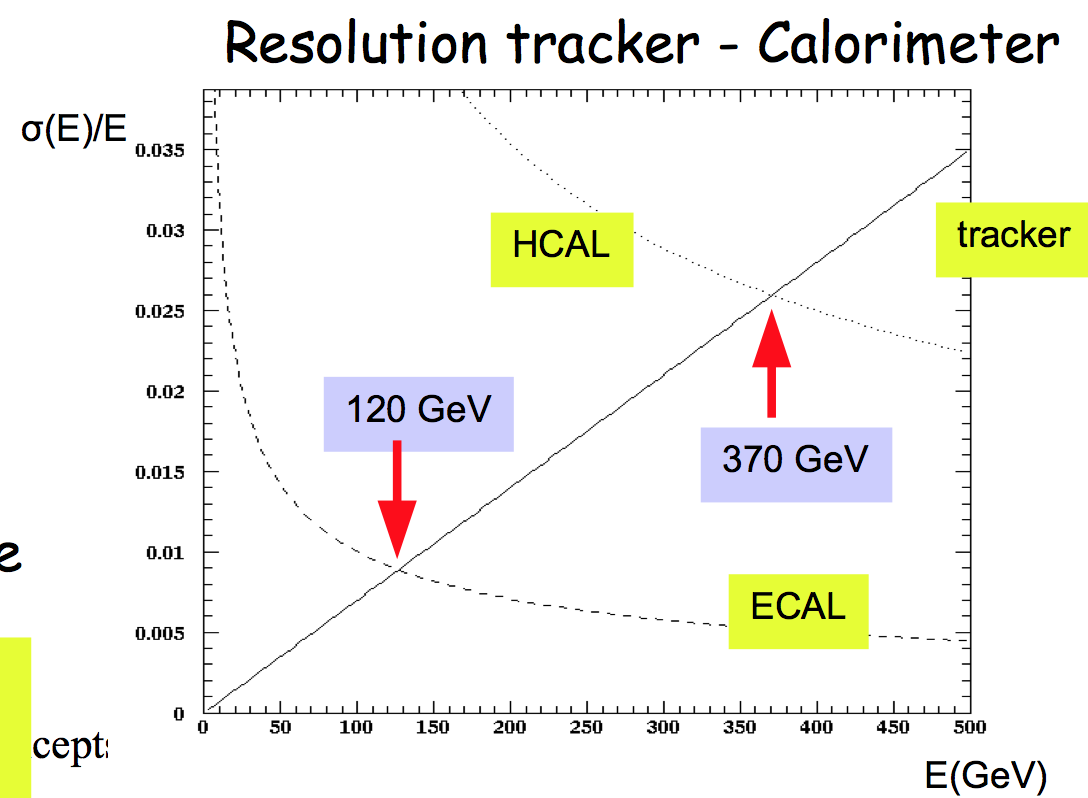 Resolution tracker - Calorimeter
σ(E)/E
0.035
0.03
0.025
0.02
0.015
0.01
0.005
0
HCAL
tracker
120 GeV
370 GeV
ECAL
e
cepts
0 50 100 150 200 250 300 350 400 450 500
E(GeV)